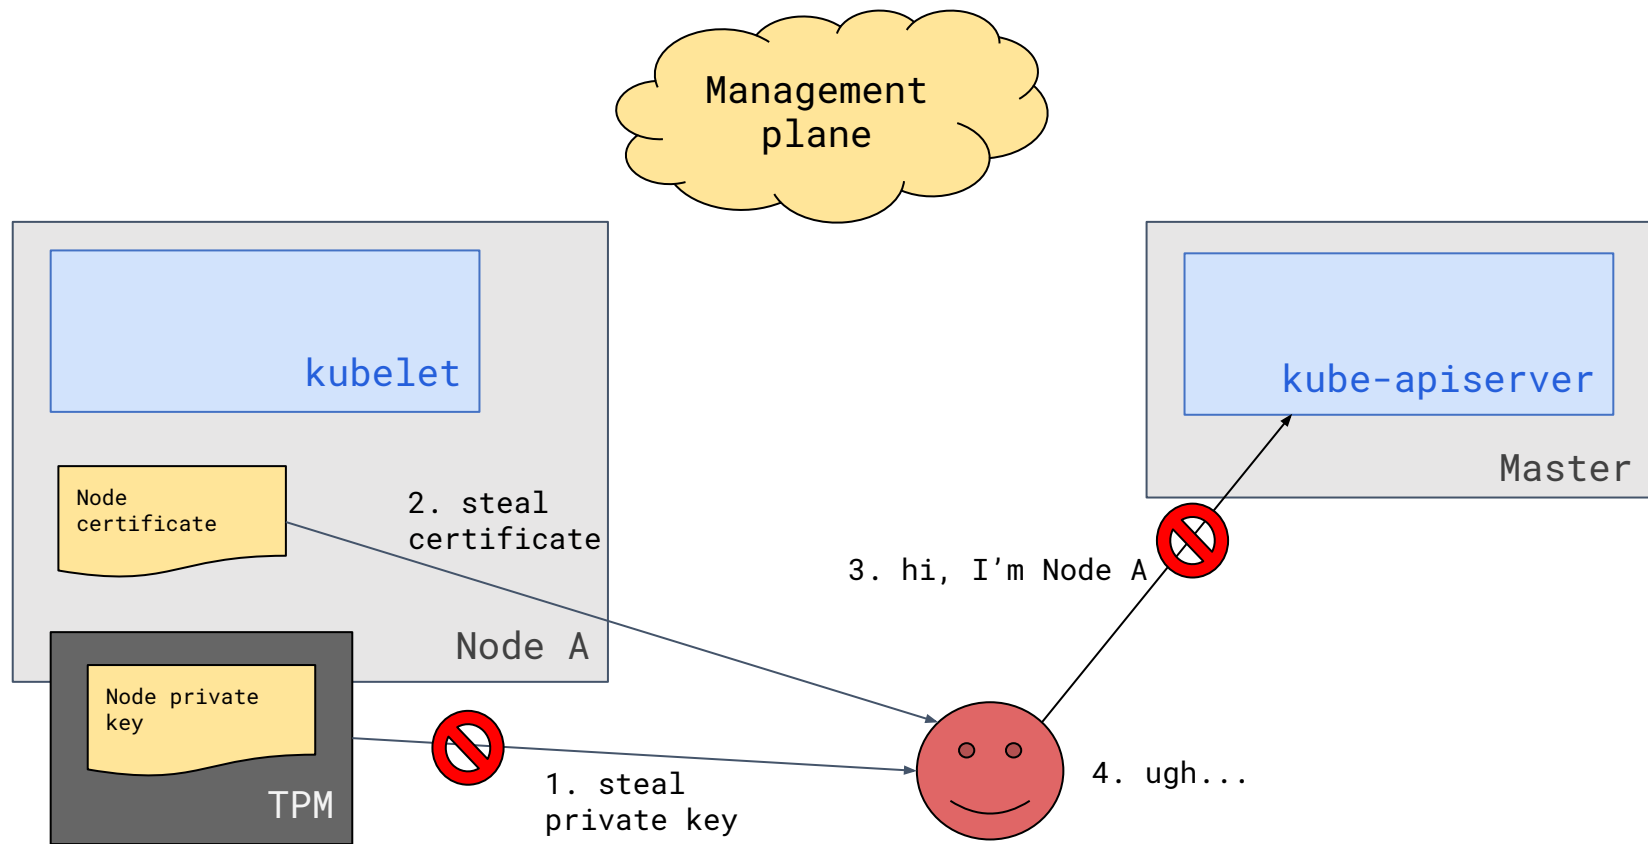 Management
plane
kubelet
kube-apiserver
Master
Node
certificate
2. steal
certificate
3. hi, I’m Node A
Node A
Node private
key
TPM
1. steal
private key
4. ugh...